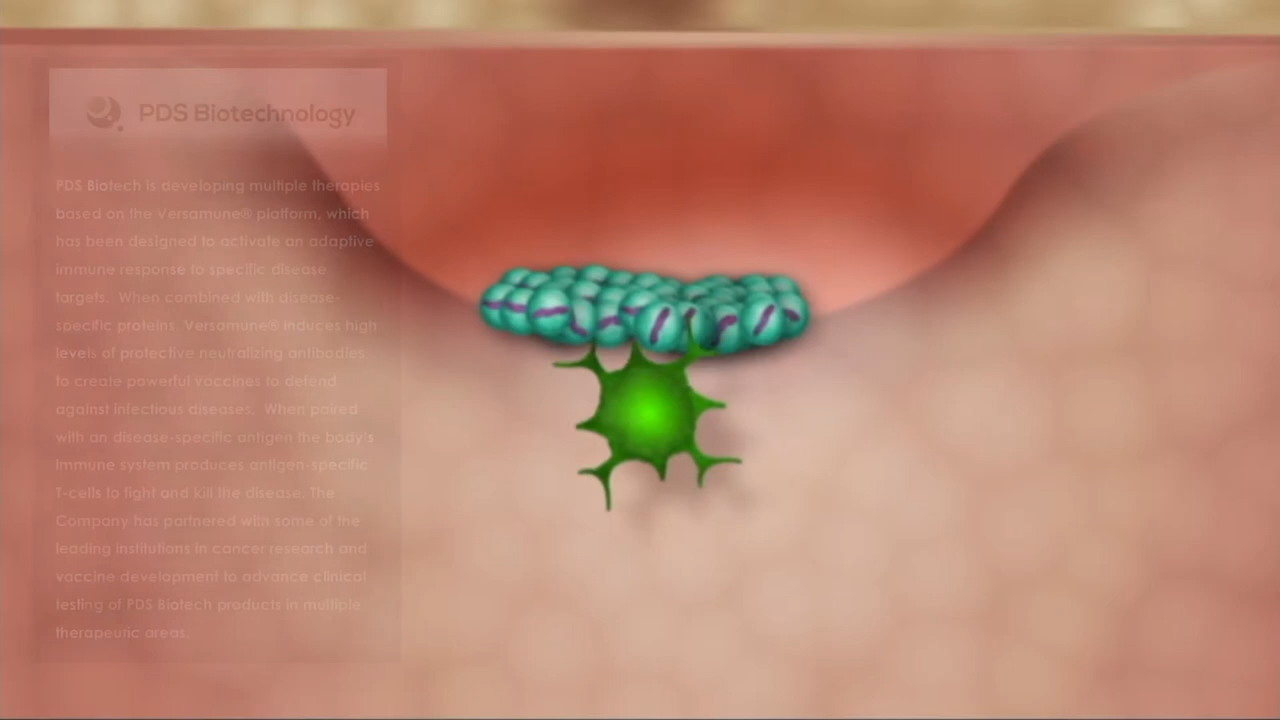 PDS Biotechnology
PDS Biotech is developing multiple therapies
based on the Versamune® platform, which
has been designed to activate an adaptive
immune response to specific disease
targets. When combined with disease-
specific proteins, Versamune® induces high
levels of protective neutralizing antibodies
to create powerful vaccines to defend
against infectious diseases. When paired
with an disease-specific antigen the body's
immune system produces antigen-specific
T-cells to fight and kill the disease. The
Company has partnered with some of the
leading institutions in cancer research and
vaccine development to advance clinical
testing of PDS Biotech products in multiple
therapeuric areas.